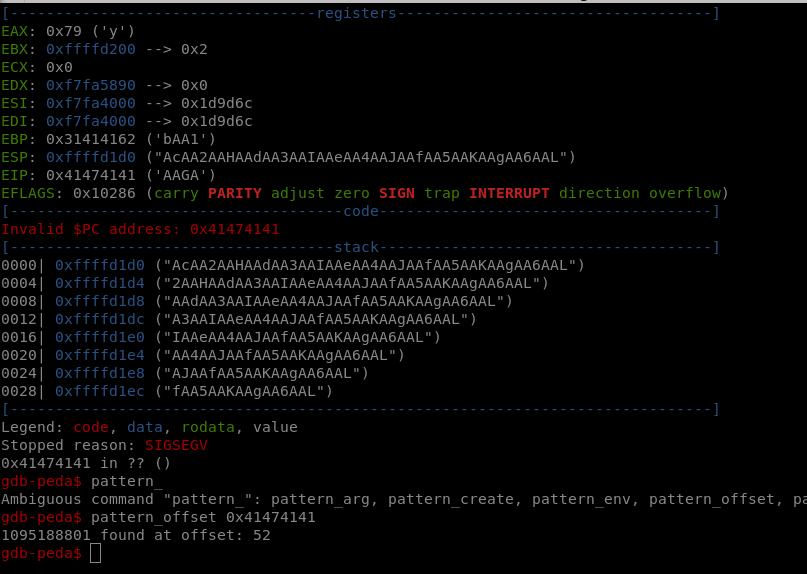 [----------------------------------registers-----------------------------------]
EAX: 0x79 ('y')
EBX: 0xffffd200 --> 0x2
ECX: 0x0
EDX: 0xf7fa5890 --> 0x0
ESI: 0xf7fa4000 --> 0x1d9d6c
EDI: 0xf7fa4000 --> 0x1d9d6c
EBP: 0x31414162 ('bAA1')
ESP: 0xffffd1d0 ("AcAA2AAHAAdAA3AAIAAeAA4AAJAAfAA5AAKAAgAA6AAL")
EIP: 0x41474141 ('AAGA')
EFLAGS: 0x10286 (carry PARITY adjust zero SIGN trap INTERRUPT direction overflow)
[-------------------------------------code-------------------------------------]
Invalid $PC address: 0x41474141
[------------------------------------stack-------------------------------------]
0000| 0xffffd1d0 ("AcAA2AAHAAdAA3AAIAAeAA4AAJAAfAA5AAKAAgAA6AAL")
0004| 0xffffd1d4 ("2AAHAAdAA3AAIAAeAA4AAJAAfAA5AAKAAgAA6AAL")
0008| 0xffffd1d8 ("AAdAA3AAIAAeAA4AAJAAfAA5AAKAAgAA6AAL")
0012| 0xffffd1dc ("A3AAIAAeAA4AAJAAfAA5AAKAAgAA6AAL")
0016| 0xffffd1e0 ("IAAeAA4AAJAAfAA5AAKAAgAA6AAL")
0020| 0xffffd1e4 ("AA4AAJAAfAA5AAKAAgAA6AAL")
0024| 0xffffd1e8 ("AJAAfAA5AAKAAgAA6AAL")
0028| 0xffffd1ec ("fAA5AAKAAgAA6AAL")
[------------------------------------------------------------------------------]
Legend: code, data, rodata, value
Stopped reason: SIGSEGV
0x41474141 in ?? ()
gdb-peda$ pattern_
Ambiguous command "pattern_": pattern_arg, pattern_create, pattern_env, pattern_offset, pa
gdb-peda$ pattern_offset 0x41474141
1095188801 found at offset: 52
gdb-peda$